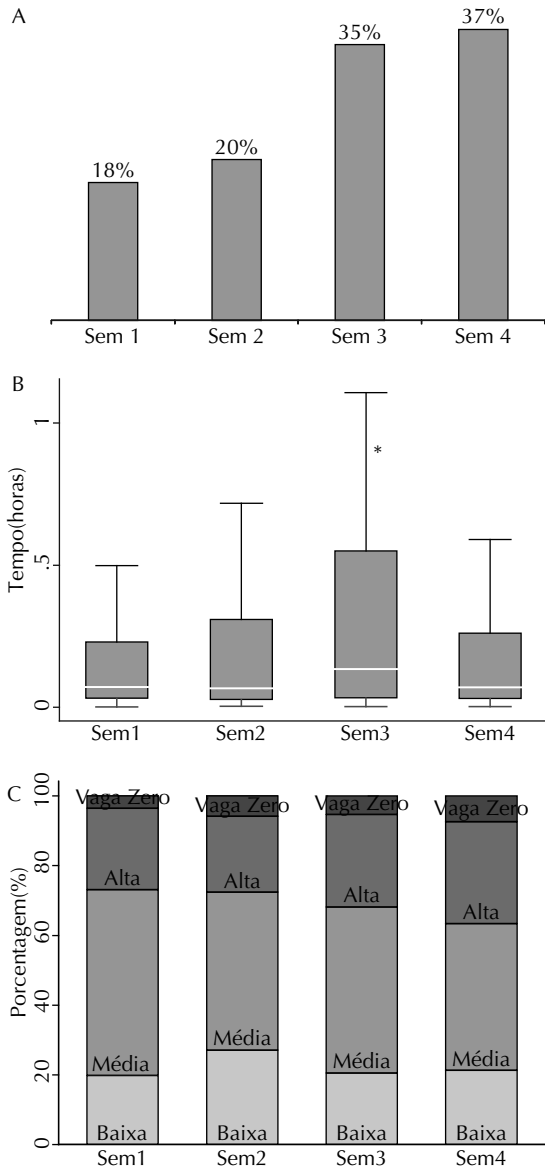 A
18%
20%
35%
37%
Sem 1 Sem 2 Sem 3 Sem 4
B
Tempo(horas)
1
.5
0
*
Sem1 Sem2 Sem3 Sem4
C
Porcentagem(%)
100
80
60
40
20
0
Vaga Zero Vaga Zero Vaga Zero Vaga Zero
Alta Alta Alta Alta
Média Média Média Média
Baixa Baixa Baixa Baixa
Sem1 Sem2 Sem3 Sem4